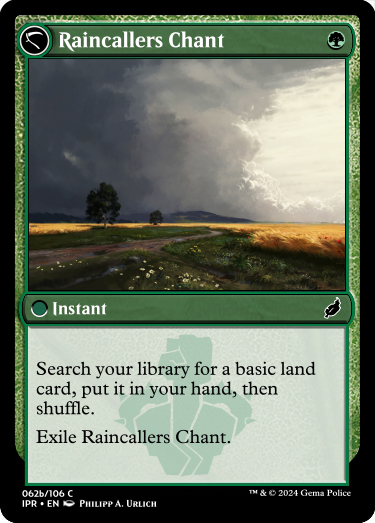 Raincallers Chant
Instant
Search your library for a basic land
card, put it in your hand, then
shuffle.
Exile Raincallers Chant.
062b/106 C
IPR • EN Philipp A. Urlich
™ & © 2024 Gema Police